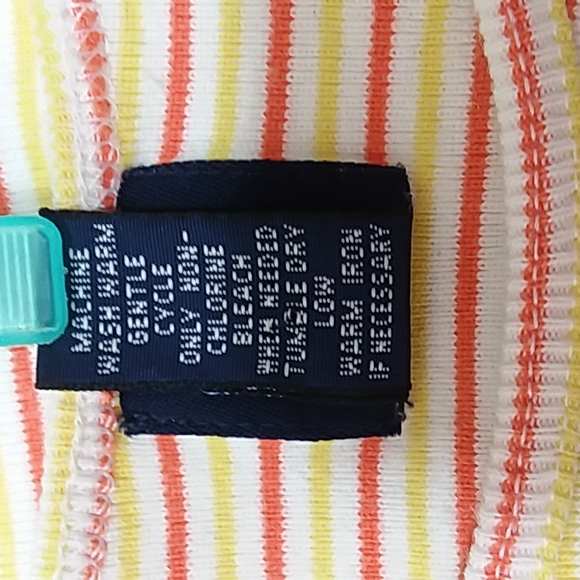 MACHINE
WASH WARM
GENTLE
CYCLE
ONLY NON-
CHLORINE
BLEACH
WHEN NEEDED
TUMBLE DRY
LOW
WARM IRON
IF NECESSARY